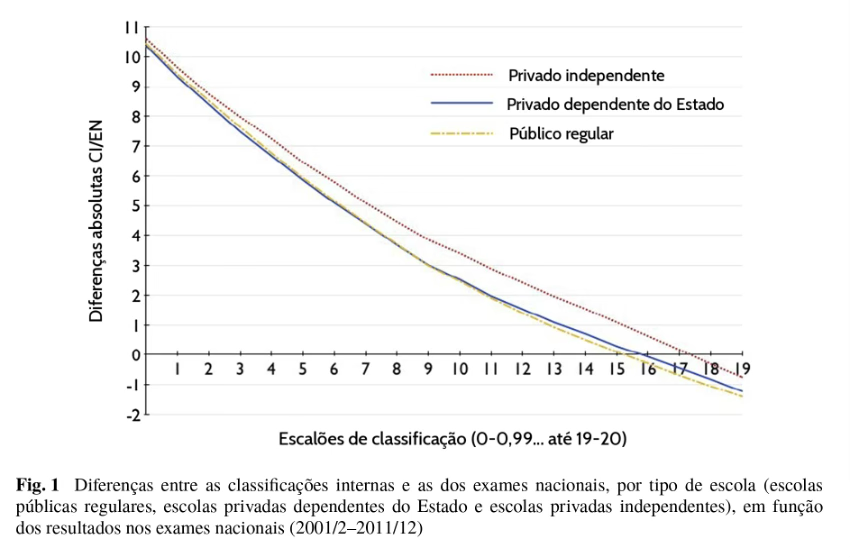 11
10
9
8
7
6
5
4
3
2
1
0
-1
-2
Diferenças absolutas CI/EN
Privado independente
Privado dependente do Estado
Público regular
1 2 3 4 5 6 7 8 9 10 11 12 13 14 15 16 17 18 19
Escalões de classificação (0-0,99... até 19-20)
Fig. 1 Diferenças entre as classificações internas e as dos exames nacionais, por tipo de escola (escolas
públicas regulares, escolas privadas dependentes do Estado e escolas privadas independentes), em função
dos resultados nos exames nacionais (2001/2–2011/12)